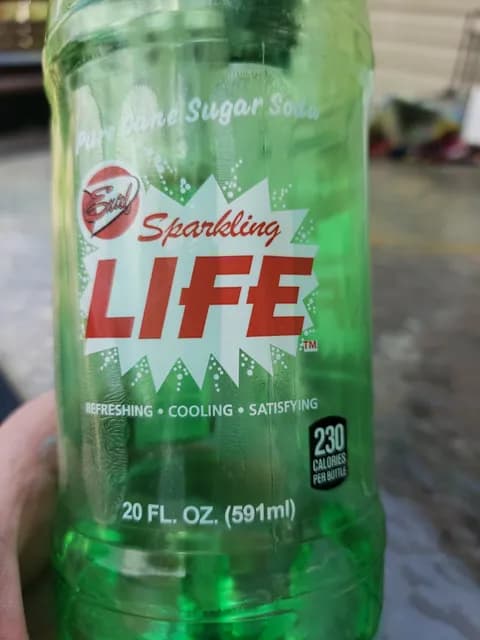 Pure Cane Sugar Soda
Sparkling
LIFE
TM
REFRESHING • COOLING • SATISFYING
230
CALORIES
PER BOTTLE
20 FL. OZ. (591ml)